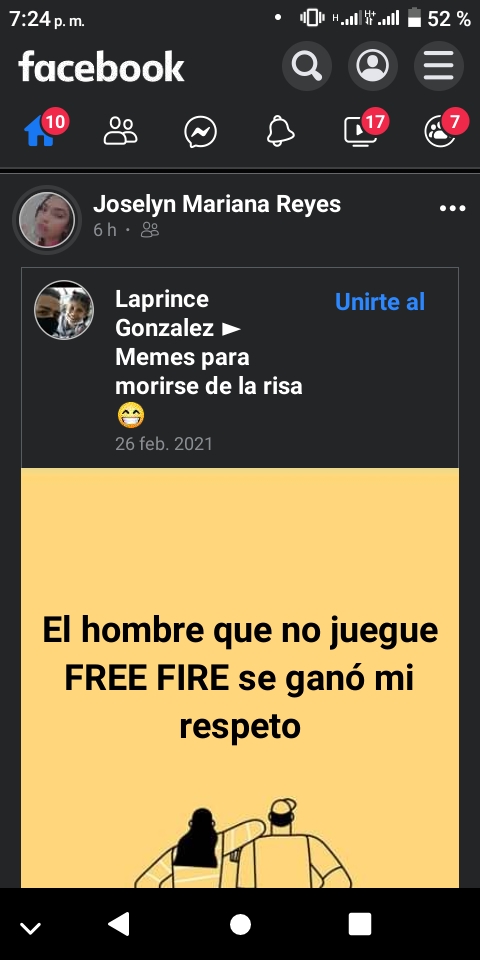 7:24 p. m. H H+ 52 %
facebook
10 17 7
Joselyn Mariana Reyes
6 h ·
Laprince Unirte al
Gonzalez ►
Memes para
morirse de la risa
😁
26 feb. 2021
El hombre que no juegue
FREE FIRE se ganó mi
respeto